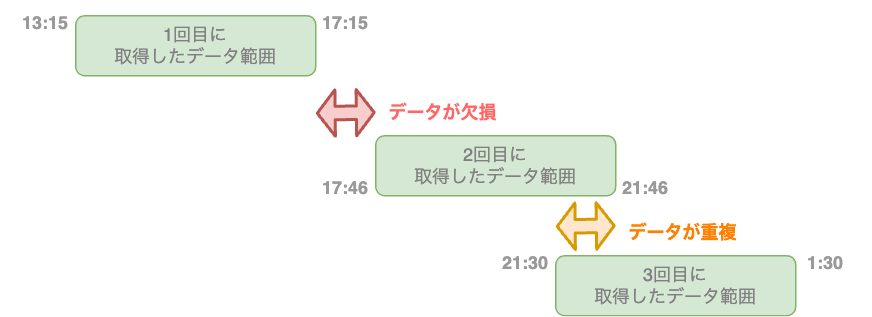 13:15
1回目に
取得したデータ範囲
17:15
データが欠損
2回目に
取得したデータ範囲
17:46
21:46
データが重複
21:30
3回目に
取得したデータ範囲
1:30